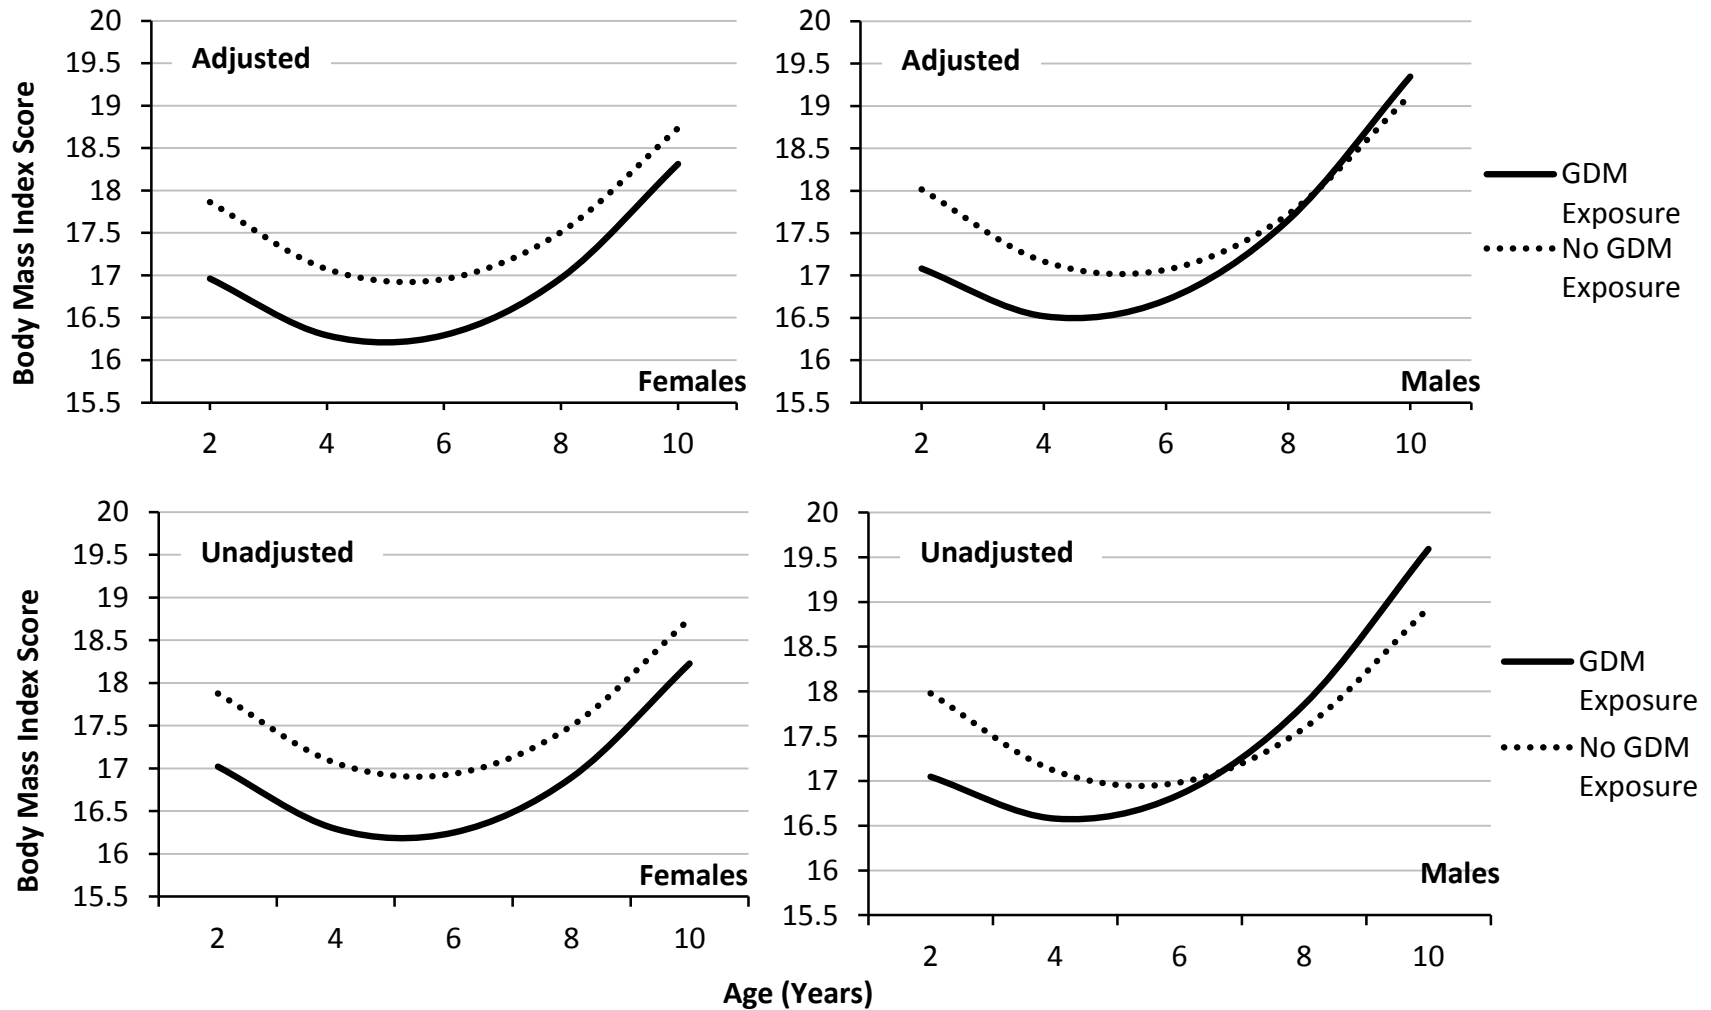 Adjusted
Body Mass Index Score
20
19.5
19
18.5
18
17.5
17
16.5
16
15.5
Females
2 4 6 8 10
Adjusted
20
19.5
19
18.5
18
17.5
17
16.5
16
15.5
Males
2 4 6 8 10
GDM
Exposure
No GDM
Exposure
Unadjusted
Body Mass Index Score
20
19.5
19
18.5
18
17.5
17
16.5
16
15.5
Females
2 4 6 8 10
Unadjusted
20
19.5
19
18.5
18
17.5
17
16.5
16
15.5
Males
2 4 6 8 10
GDM
Exposure
No GDM
Exposure
Age (Years)